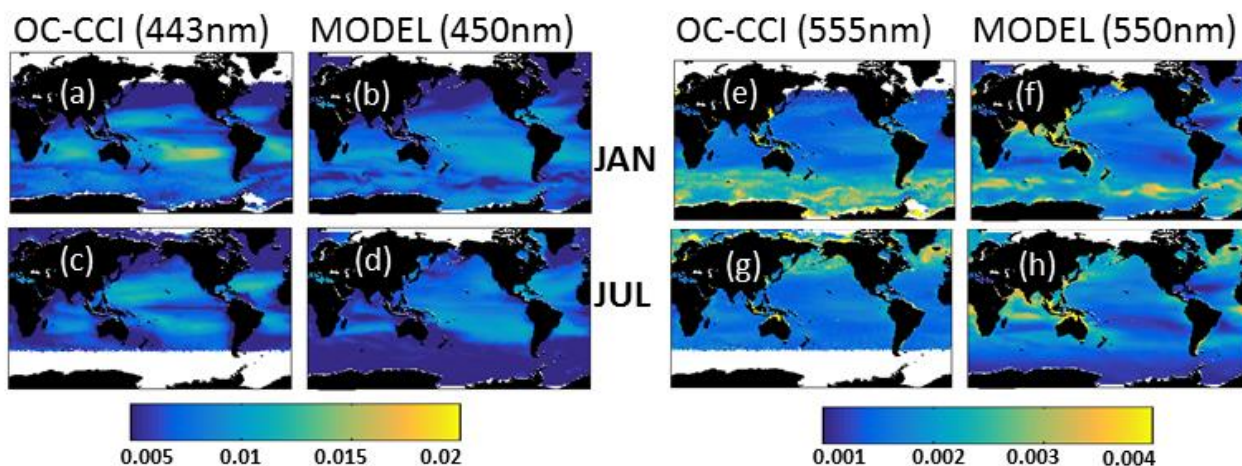 OC-CCI (443nm) MODEL (450nm) OC-CCI (555nm) MODEL (550nm)
(a) (b) JAN (e) (f)
(c) (d) JUL (g) (h)
0.005 0.01 0.015 0.02
0.001 0.002 0.003 0.004